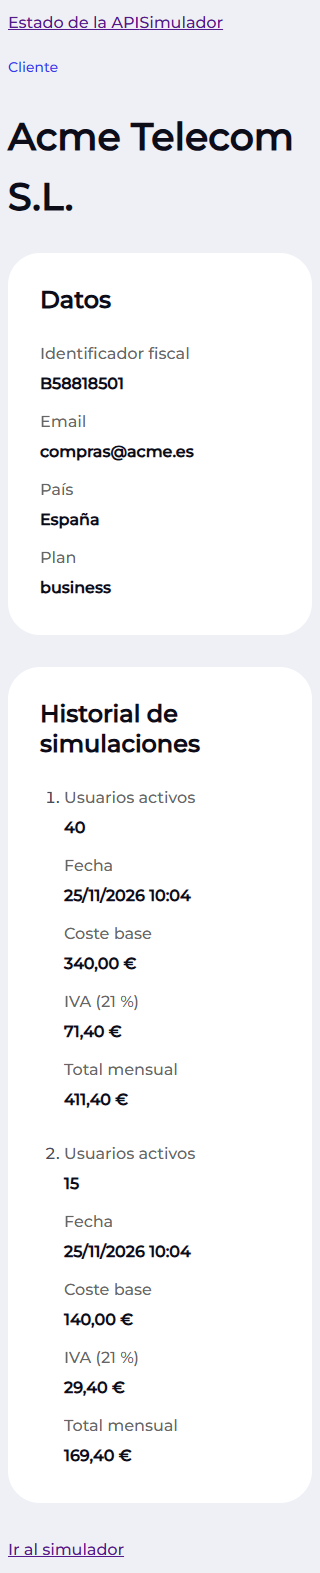 Estado de la APISimulador
Cliente
Acme Telecom
S.L.
Datos
Identificador fiscal
B58818501
Email
compras@acme.es
País
España
Plan
business
Historial de
simulaciones
1. Usuarios activos
40
Fecha
25/11/2026 10:04
Coste base
340,00 €
IVA (21 %)
71,40 €
Total mensual
411,40 €
2. Usuarios activos
15
Fecha
25/11/2026 10:04
Coste base
140,00 €
IVA (21 %)
29,40 €
Total mensual
169,40 €
Ir al simulador